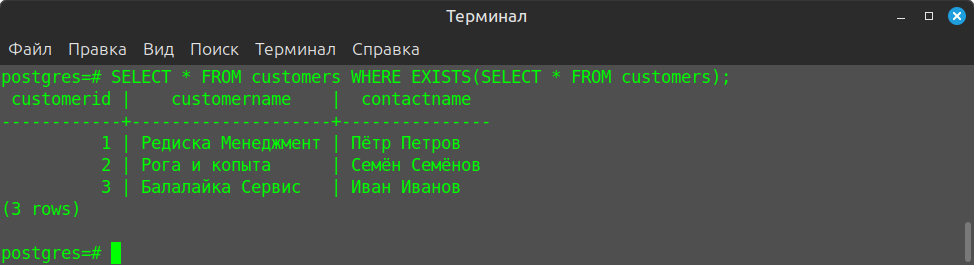 Терминал
Файл Правка Вид Поиск Терминал Справка
postgres=# SELECT * FROM customers WHERE EXISTS(SELECT * FROM customers);
 customerid |    customername    |  contactname
------------+--------------------+---------------
          1 | Редиска Менеджмент | Пётр Петров
          2 | Рога и копыта      | Семён Семёнов
          3 | Балалайка Сервис   | Иван Иванов
(3 rows)
postgres=#